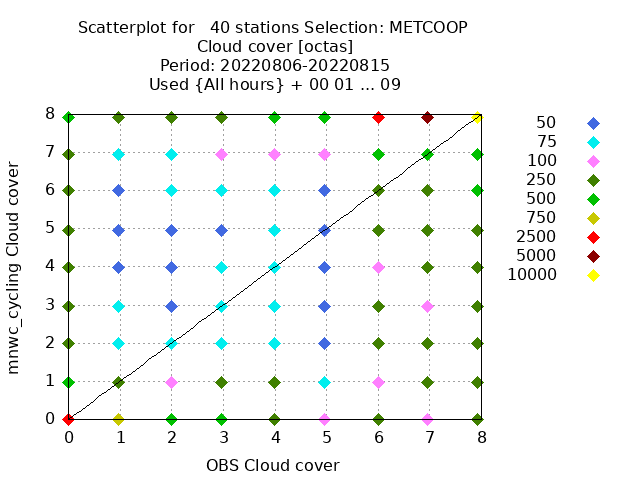 Scatterplot for   40 stations Selection: METCOOP
Cloud cover [octas]
Period: 20220806-20220815
Used {All hours} + 00 01 ... 09
8
7
6
5
4
3
2
1
0
mnwc_cycling Cloud cover
0 1 2 3 4 5 6 7 8
OBS Cloud cover
50
75
100
250
500
750
2500
5000
10000